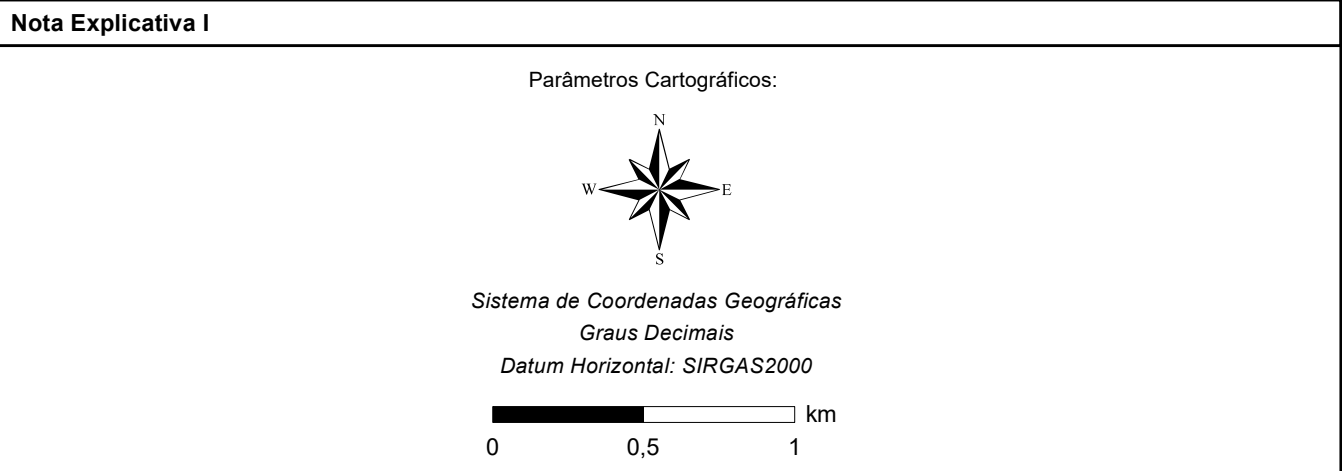 Nota Explicativa I
Parâmetros Cartográficos:
N
W E
S
Sistema de Coordenadas Geográficas
Graus Decimais
Datum Horizontal: SIRGAS2000
km
0 0,5 1